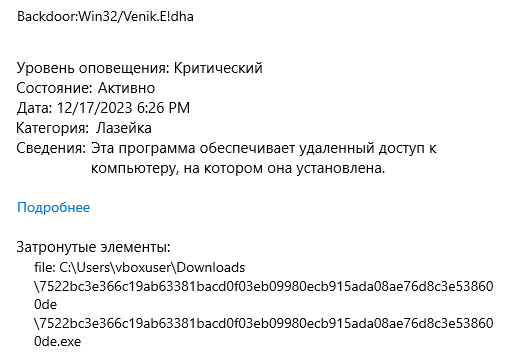 Backdoor:Win32/Venik.E!dha
Уровень оповещения: Критический
Состояние: Активно
Дата: 12/17/2023 6:26 PM
Категория: Лазейка
Сведения: Эта программа обеспечивает удаленный доступ к
компьютеру, на котором она установлена.
Подробнее
Затронутые элементы:
file: C:\Users\vboxuser\Downloads
\7522bc3e366c19ab63381bacd0f03eb09980ecb915ada08ae76d8c3e53860
0de
\7522bc3e366c19ab63381bacd0f03eb09980ecb915ada08ae76d8c3e53860
0de.exe